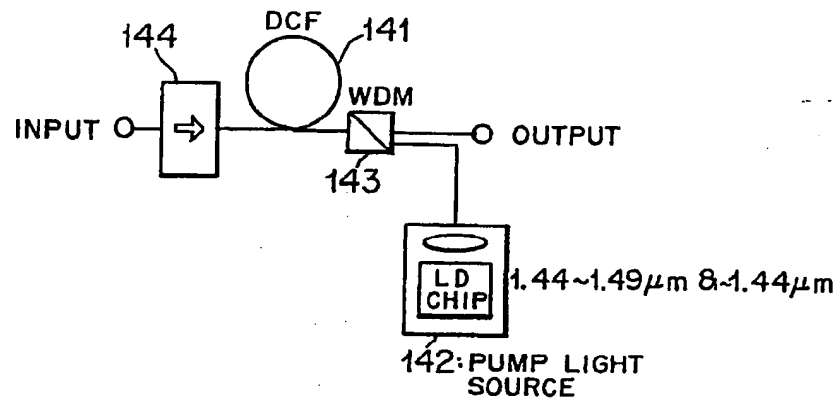 144
DCF
141
WDM
INPUT
OUTPUT
143
LD
CHIP
1.44~1.49μm &~1.44μm
142:PUMP LIGHT
SOURCE